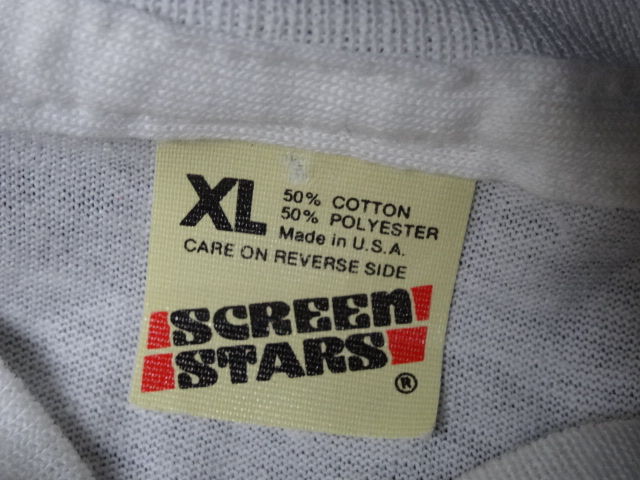 XL
50% COTTON
50% POLYESTER
Made in U.S.A.
CARE ON REVERSE SIDE
SCREEN
STARS
®